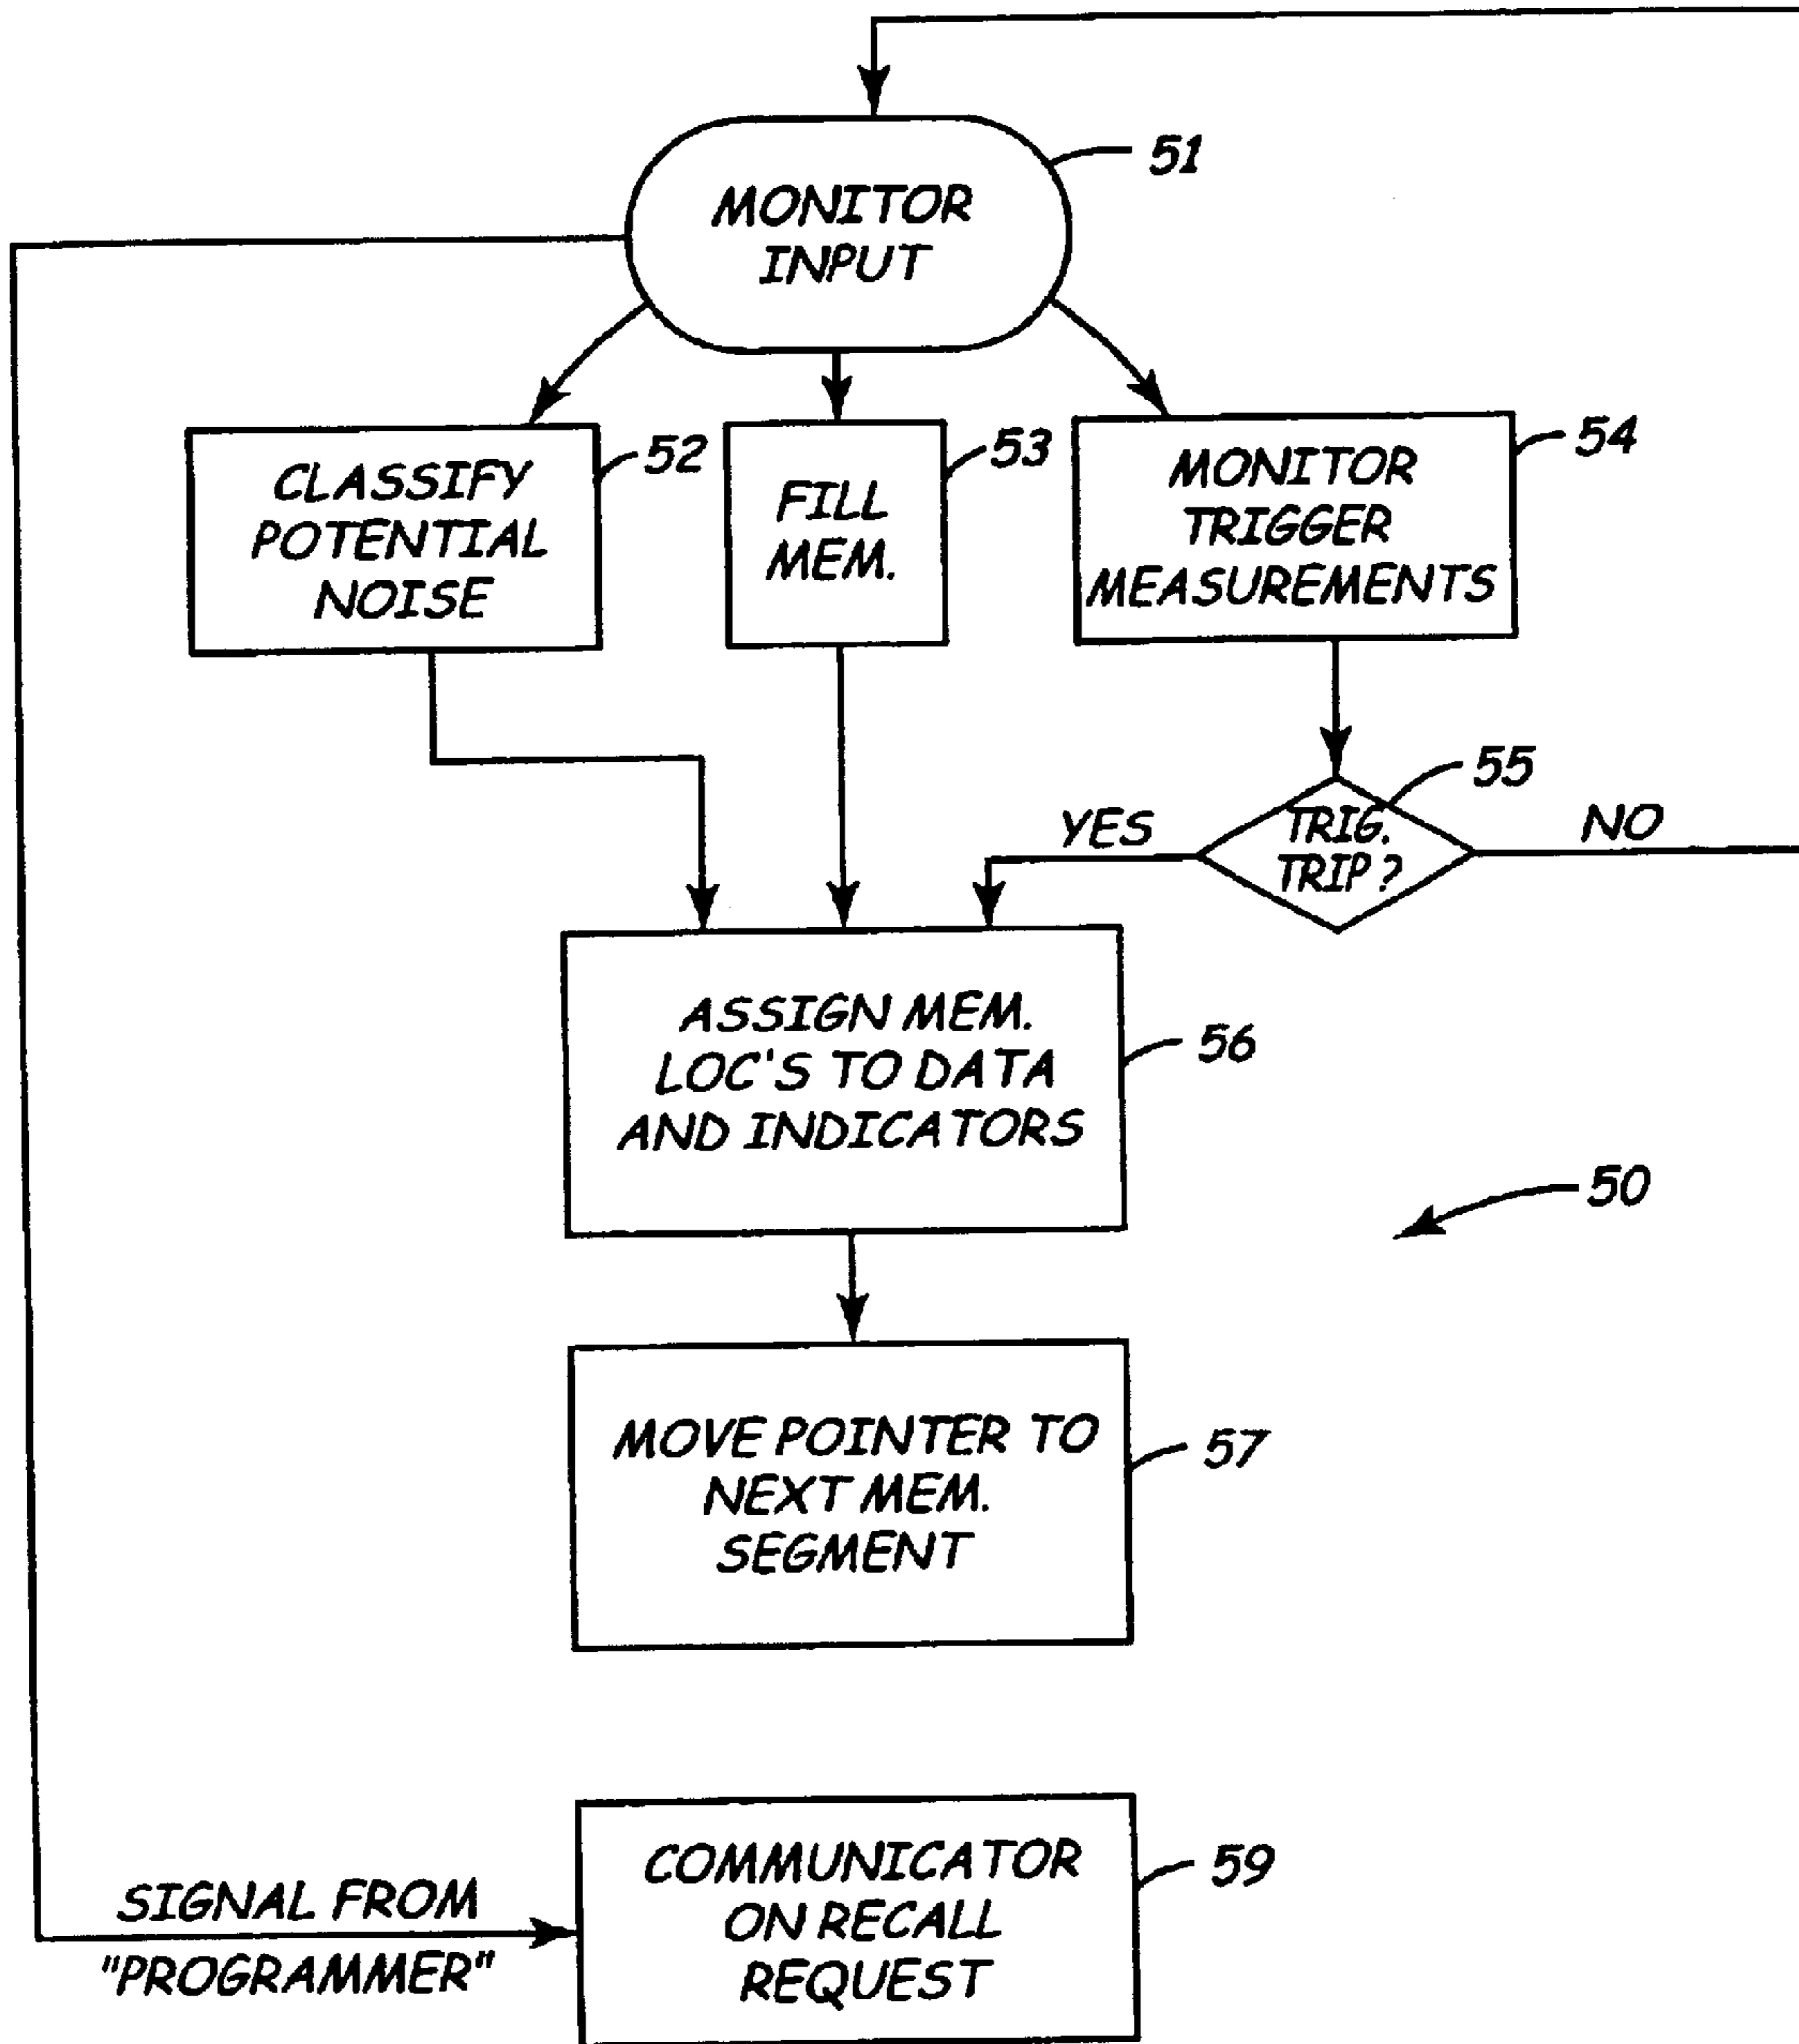 51
MONITOR
INPUT
52
CLASSIFY
POTENTIAL
NOISE
53
FILL
MEM.
54
MONITOR
TRIGGER
MEASUREMENTS
55
TRIG.
TRIP?
YES
NO
ASSIGN MEM.
LOC'S TO DATA
AND INDICATORS
56
50
MOVE POINTER TO
NEXT MEM.
SEGMENT
57
SIGNAL FROM
"PROGRAMMER"
COMMUNICATOR
ON RECALL
REQUEST
59